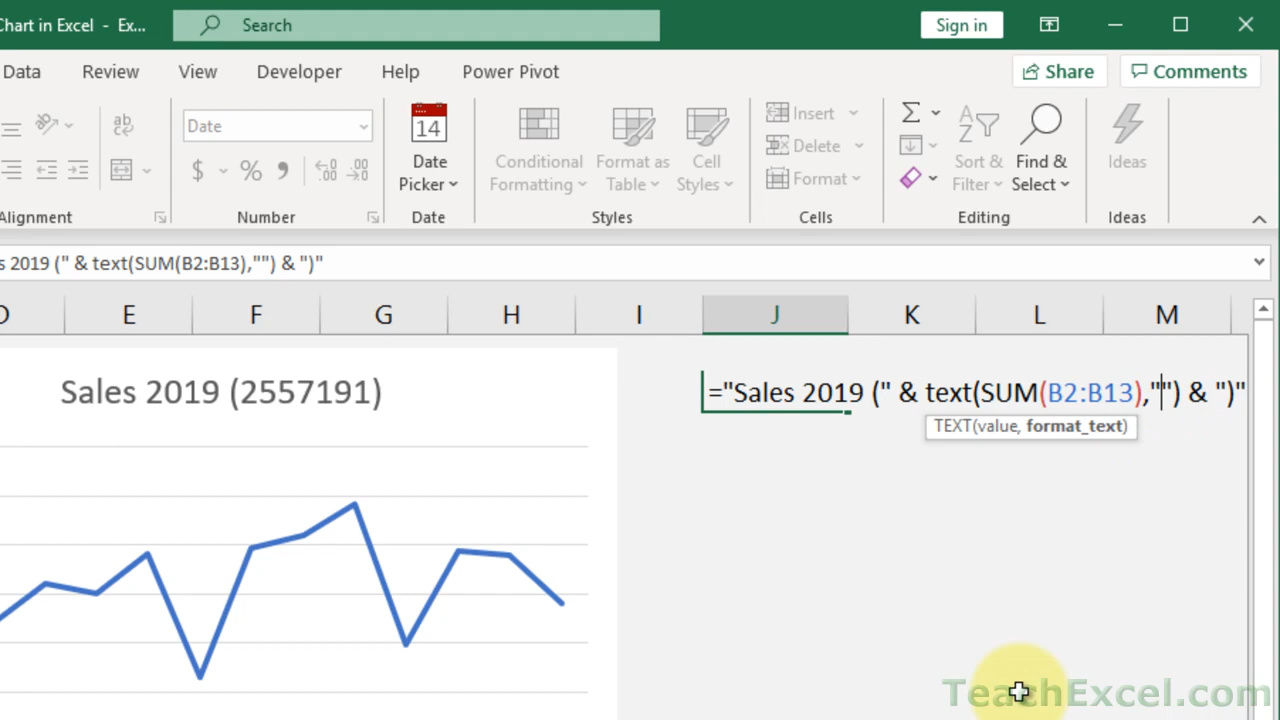 Chart in Excel - Ex...
Search
Sign in
Data Review View Developer Help Power Pivot
Share
Comments
ab
c
Date
$ % ,
.00
.0
Alignment
Number
14
Date
Picker
Date
Conditional
Formatting
Format as
Table
Cell
Styles
Styles
Insert
Delete
Format
Cells
Σ
A
Z
Sort &
Filter
Find &
Select
Editing
Ideas
Ideas
s 2019 (" & text(SUM(B2:B13),"") & ")"
D E F G H I J K L M
Sales 2019 (2557191)
="Sales 2019 (" & text(SUM(B2:B13),"") & ")"
TEXT(value, format_text)
TeachExcel.com